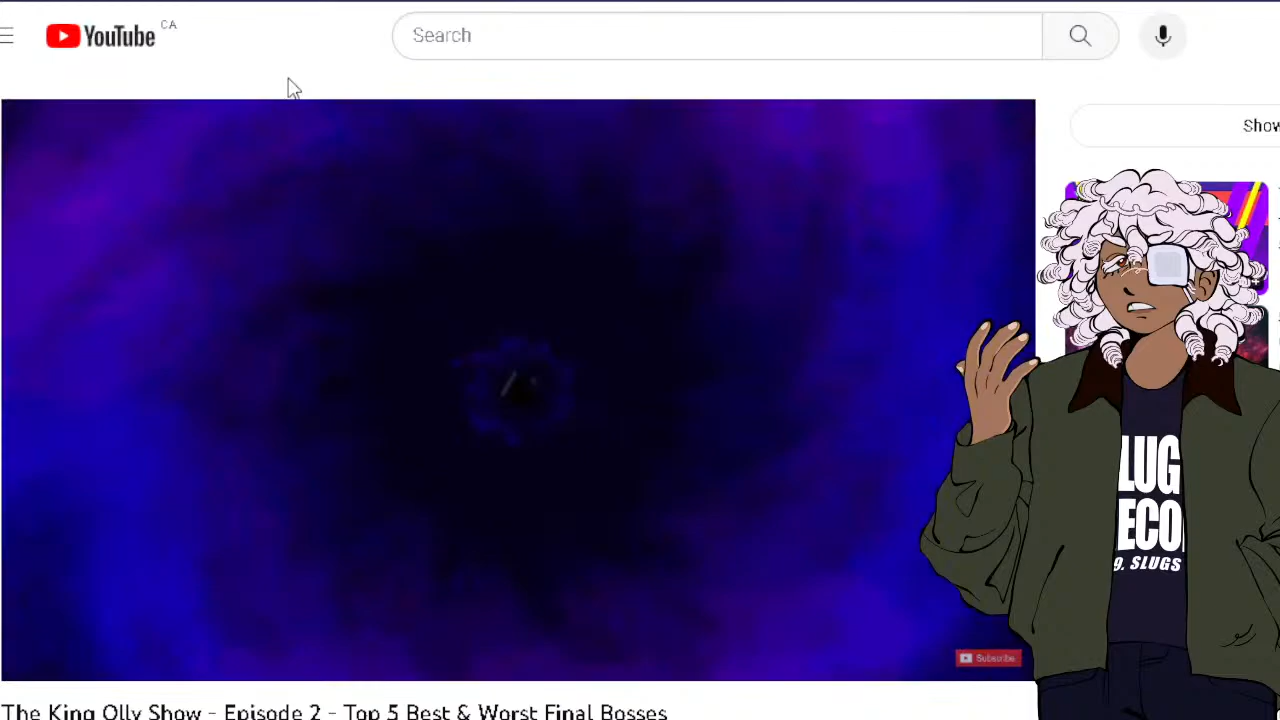 YouTube CA
Search
Show
LUG
ECO
9. SLUGS
Subscribe
The King Olly Show - Episode 2 - Top 5 Best & Worst Final Bosses